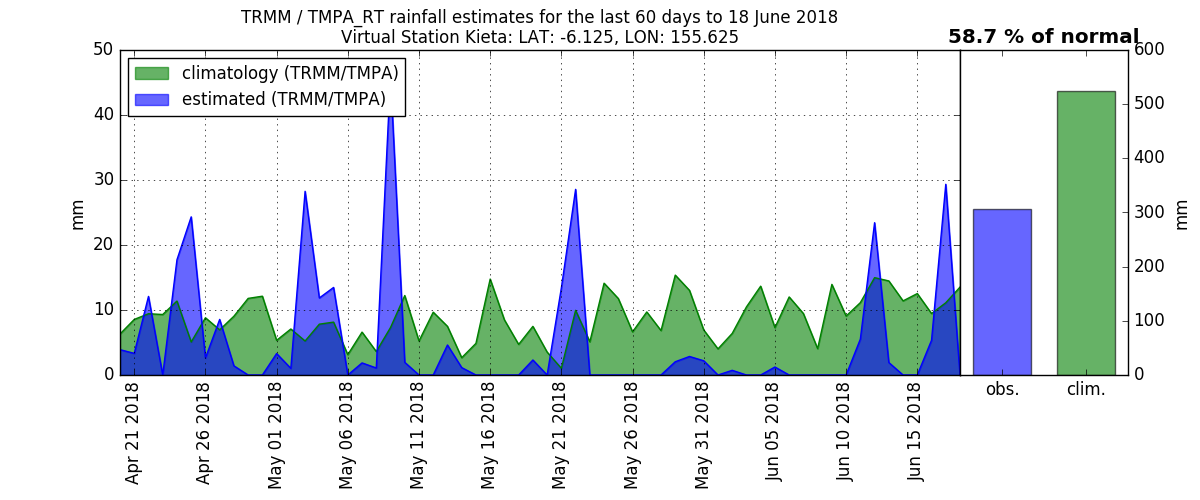 TRMM / TMPA_RT rainfall estimates for the last 60 days to 18 June 2018
Virtual Station Kieta: LAT: -6.125, LON: 155.625
58.7 % of normal
climatology (TRMM/TMPA)
estimated (TRMM/TMPA)
50
40
30
20
10
0
mm
600
500
400
300
200
100
0
mm
obs.
clim.
Apr 21 2018
Apr 26 2018
May 01 2018
May 06 2018
May 11 2018
May 16 2018
May 21 2018
May 26 2018
May 31 2018
Jun 05 2018
Jun 10 2018
Jun 15 2018